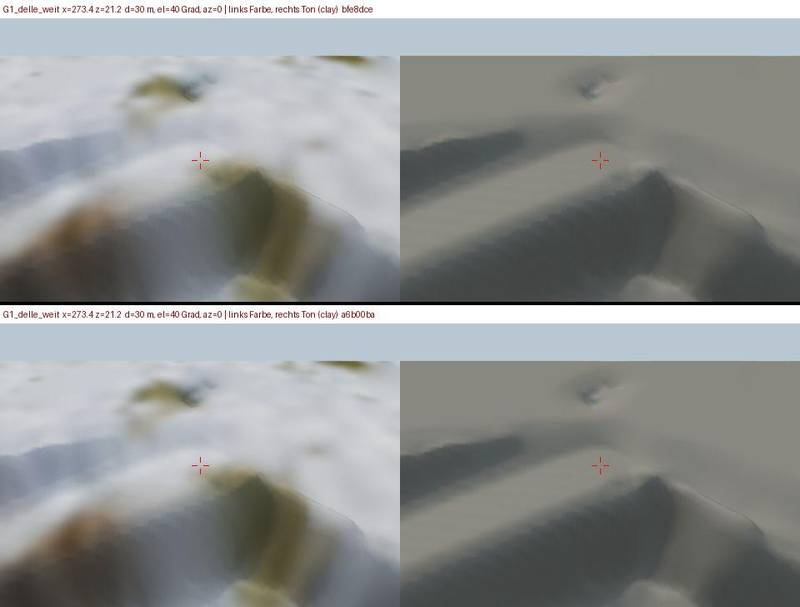 G1_delle_weit x=273.4 z=21.2 d=30 m, el=40 Grad, az=0 | links Farbe, rechts Ton (clay) bfe8dce
G1_delle_weit x=273.4 z=21.2 d=30 m, el=40 Grad, az=0 | links Farbe, rechts Ton (clay) a6b00ba